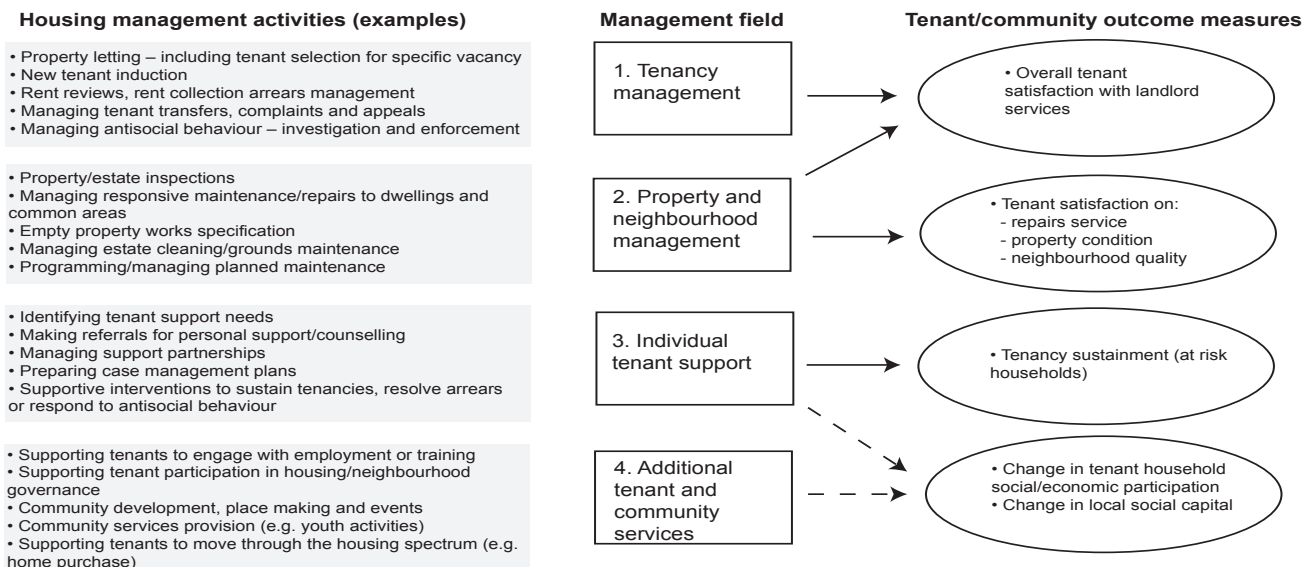 Housing management activities (examples)
Management field
Tenant/community outcome measures
• Property letting – including tenant selection for specific vacancy
• New tenant induction
• Rent reviews, rent collection arrears management
• Managing tenant transfers, complaints and appeals
• Managing antisocial behaviour – investigation and enforcement
1. Tenancy
management
• Overall tenant
satisfaction with landlord
services
• Property/estate inspections
• Managing responsive maintenance/repairs to dwellings and
common areas
• Empty property works specification
• Managing estate cleaning/grounds maintenance
• Programming/managing planned maintenance
2. Property and
neighbourhood
management
• Tenant satisfaction on:
- repairs service
- property condition
- neighbourhood quality
• Identifying tenant support needs
• Making referrals for personal support/counselling
• Managing support partnerships
• Preparing case management plans
• Supportive interventions to sustain tenancies, resolve arrears
or respond to antisocial behaviour
3. Individual
tenant support
• Tenancy sustainment (at risk
households)
• Supporting tenants to engage with employment or training
• Supporting tenant participation in housing/neighbourhood
governance
• Community development, place making and events
• Community services provision (e.g. youth activities)
• Supporting tenants to move through the housing spectrum (e.g.
home purchase)
4. Additional
tenant and
community
services
• Change in tenant household
social/economic participation
• Change in local social capital